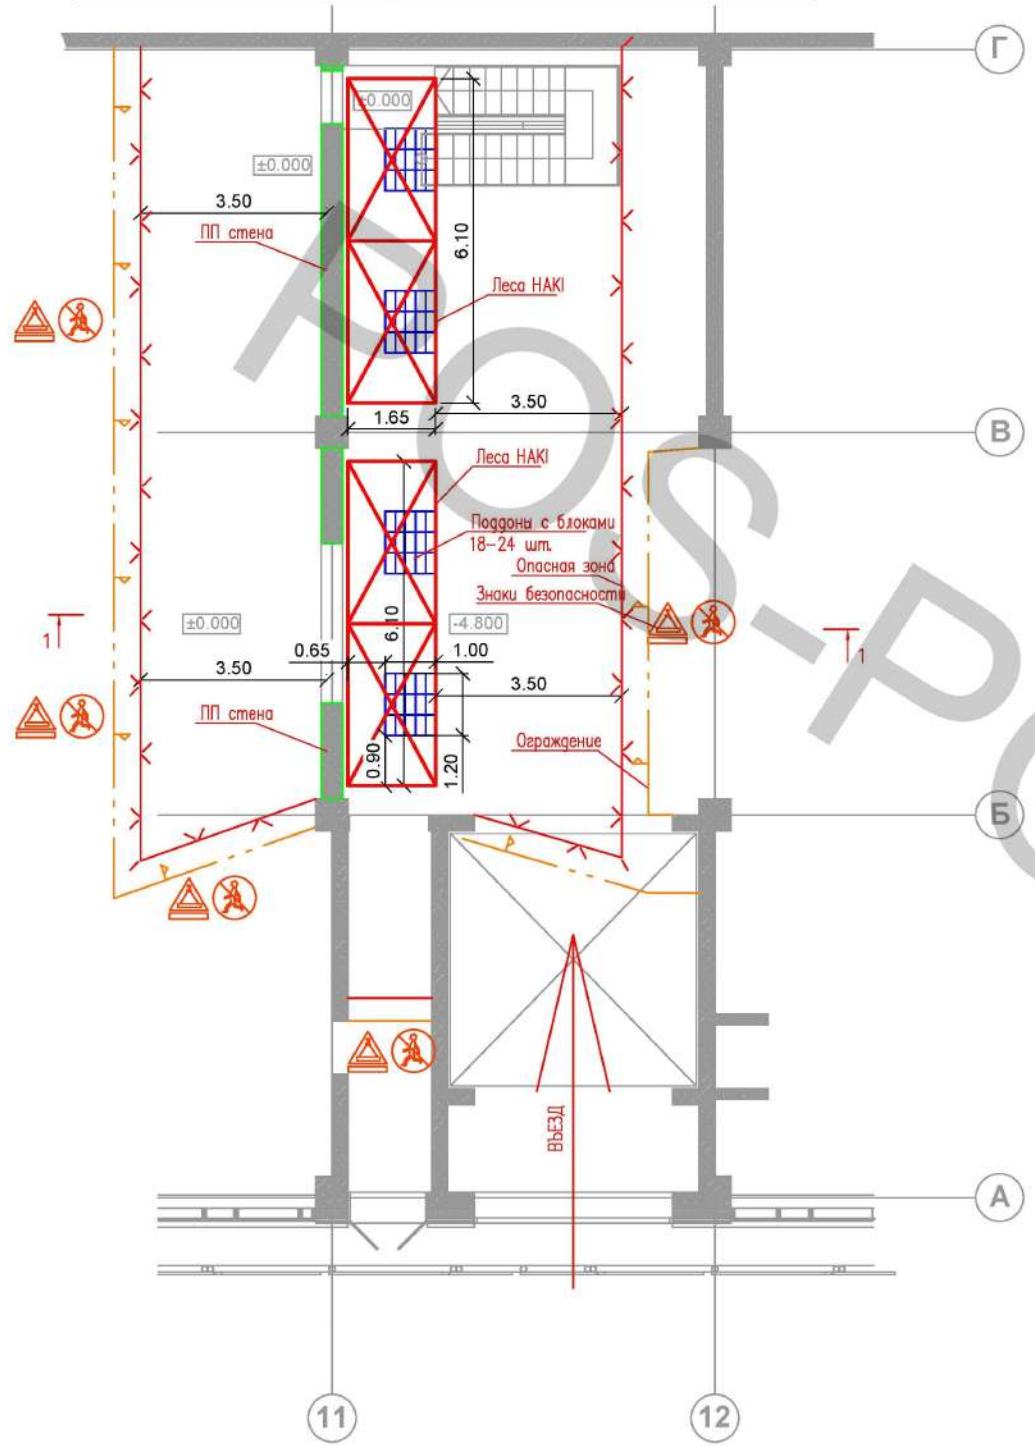 Г
±0.000
±0.000
3.50
ПП стена
6.10
Леса HAKI
3.50
1.65
В
Леса HAKI
Поддоны с блоками
18-24 шт.
Опасная зона
Знаки безопасности
±0.000
6.10
-4.800
1
1
0.65
1.00
3.50
3.50
ПП стена
Ограждение
0.90
1.20
Б
ВЪЕЗД
А
11
12
POS-P